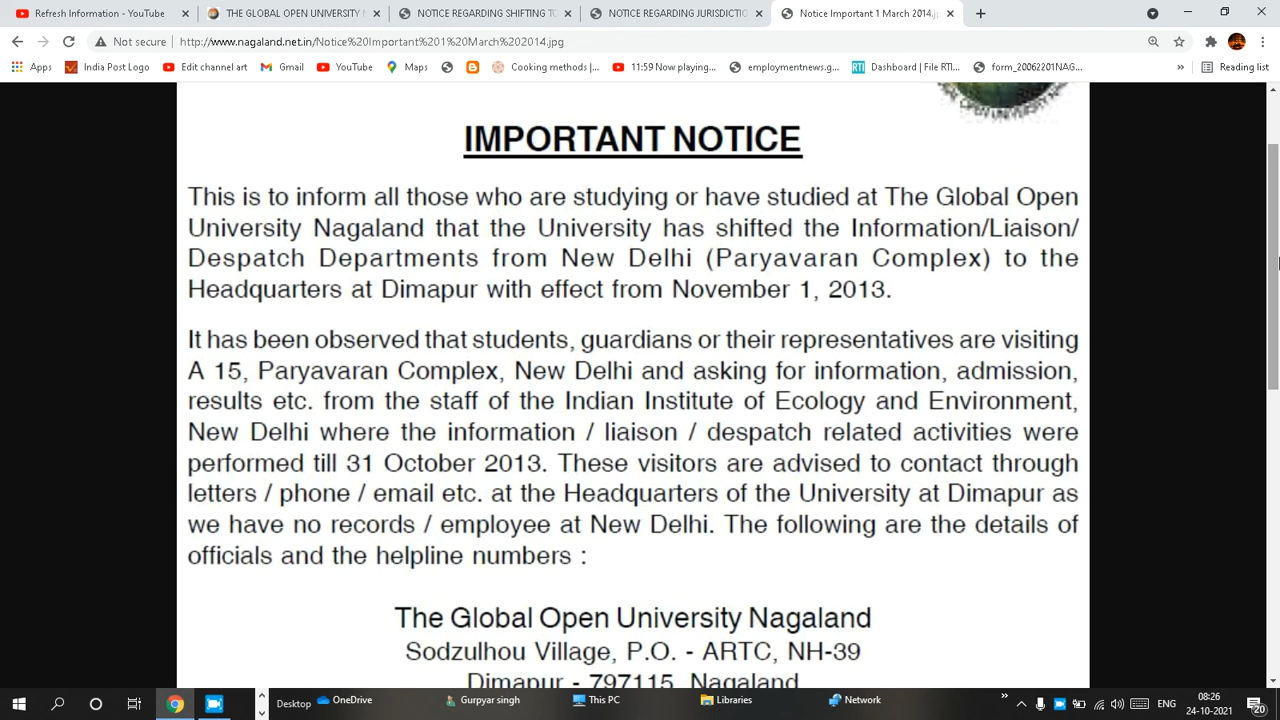 Refresh Information - YouTube
THE GLOBAL OPEN UNIVERSITY N
NOTICE REGARDING SHIFTING TO
NOTICE REGARDING JURISDICTIO
Notice Important 1 March 2014.jp
Not secure | http://www.nagaland.net.in/Notice%20Important%201%20March%202014.jpg
Apps India Post Logo Edit channel art Gmail YouTube Maps Cooking methods |... 11:59 Now playing... employmentnews.g... RTI Dashboard | File RTI... form_20062201NAG... » Reading list
IMPORTANT NOTICE
This is to inform all those who are studying or have studied at The Global Open
University Nagaland that the University has shifted the Information/Liaison/
Despatch Departments from New Delhi (Paryavaran Complex) to the
Headquarters at Dimapur with effect from November 1, 2013.
It has been observed that students, guardians or their representatives are visiting
A 15, Paryavaran Complex, New Delhi and asking for information, admission,
results etc. from the staff of the Indian Institute of Ecology and Environment,
New Delhi where the information / liaison / despatch related activities were
performed till 31 October 2013. These visitors are advised to contact through
letters / phone / email etc. at the Headquarters of the University at Dimapur as
we have no records / employee at New Delhi. The following are the details of
officials and the helpline numbers :
The Global Open University Nagaland
Sodzulhou Village, P.O. - ARTC, NH-39
Dimapur - 797115, Nagaland
Desktop OneDrive Gurpyar singh This PC Libraries Network »
08:26
24-10-2021
20